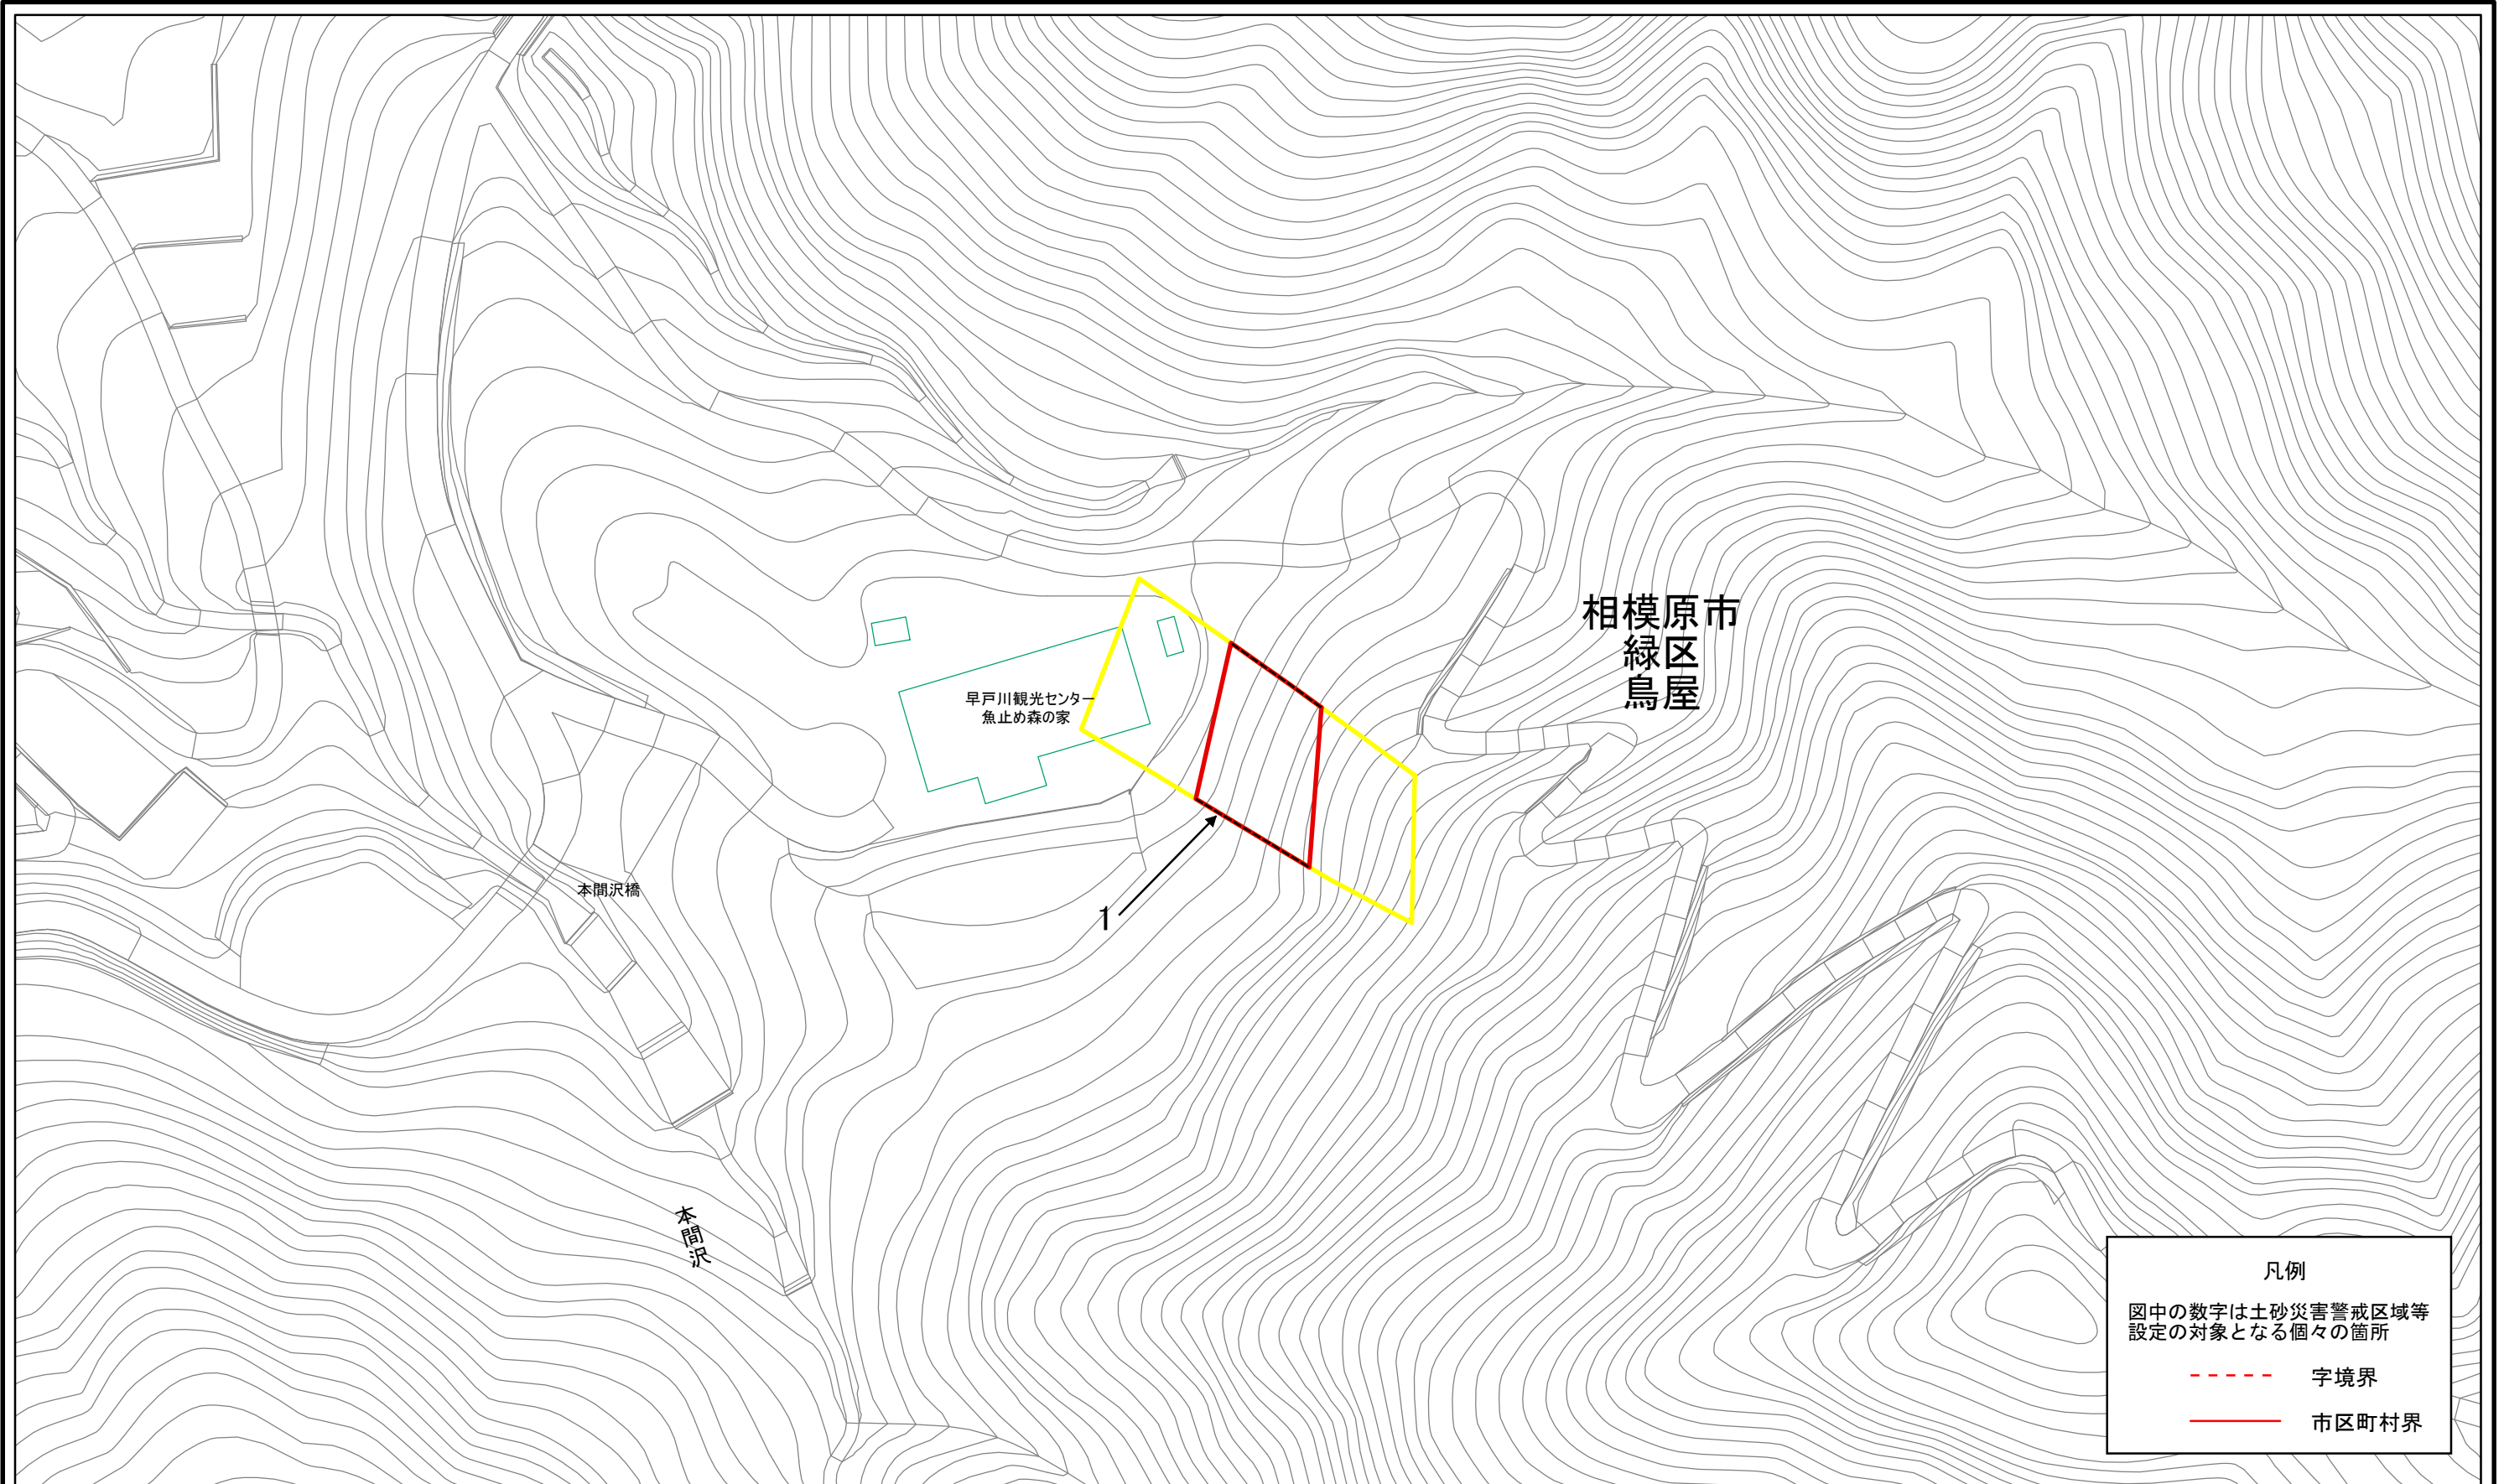 相模原市
緑区
鳥屋
早戸川観光センター
魚止め森の家
1
本間沢橋
本間沢
凡例
図中の数字は土砂災害警戒区域等
設定の対象となる個々の箇所
字境界
市区町村界